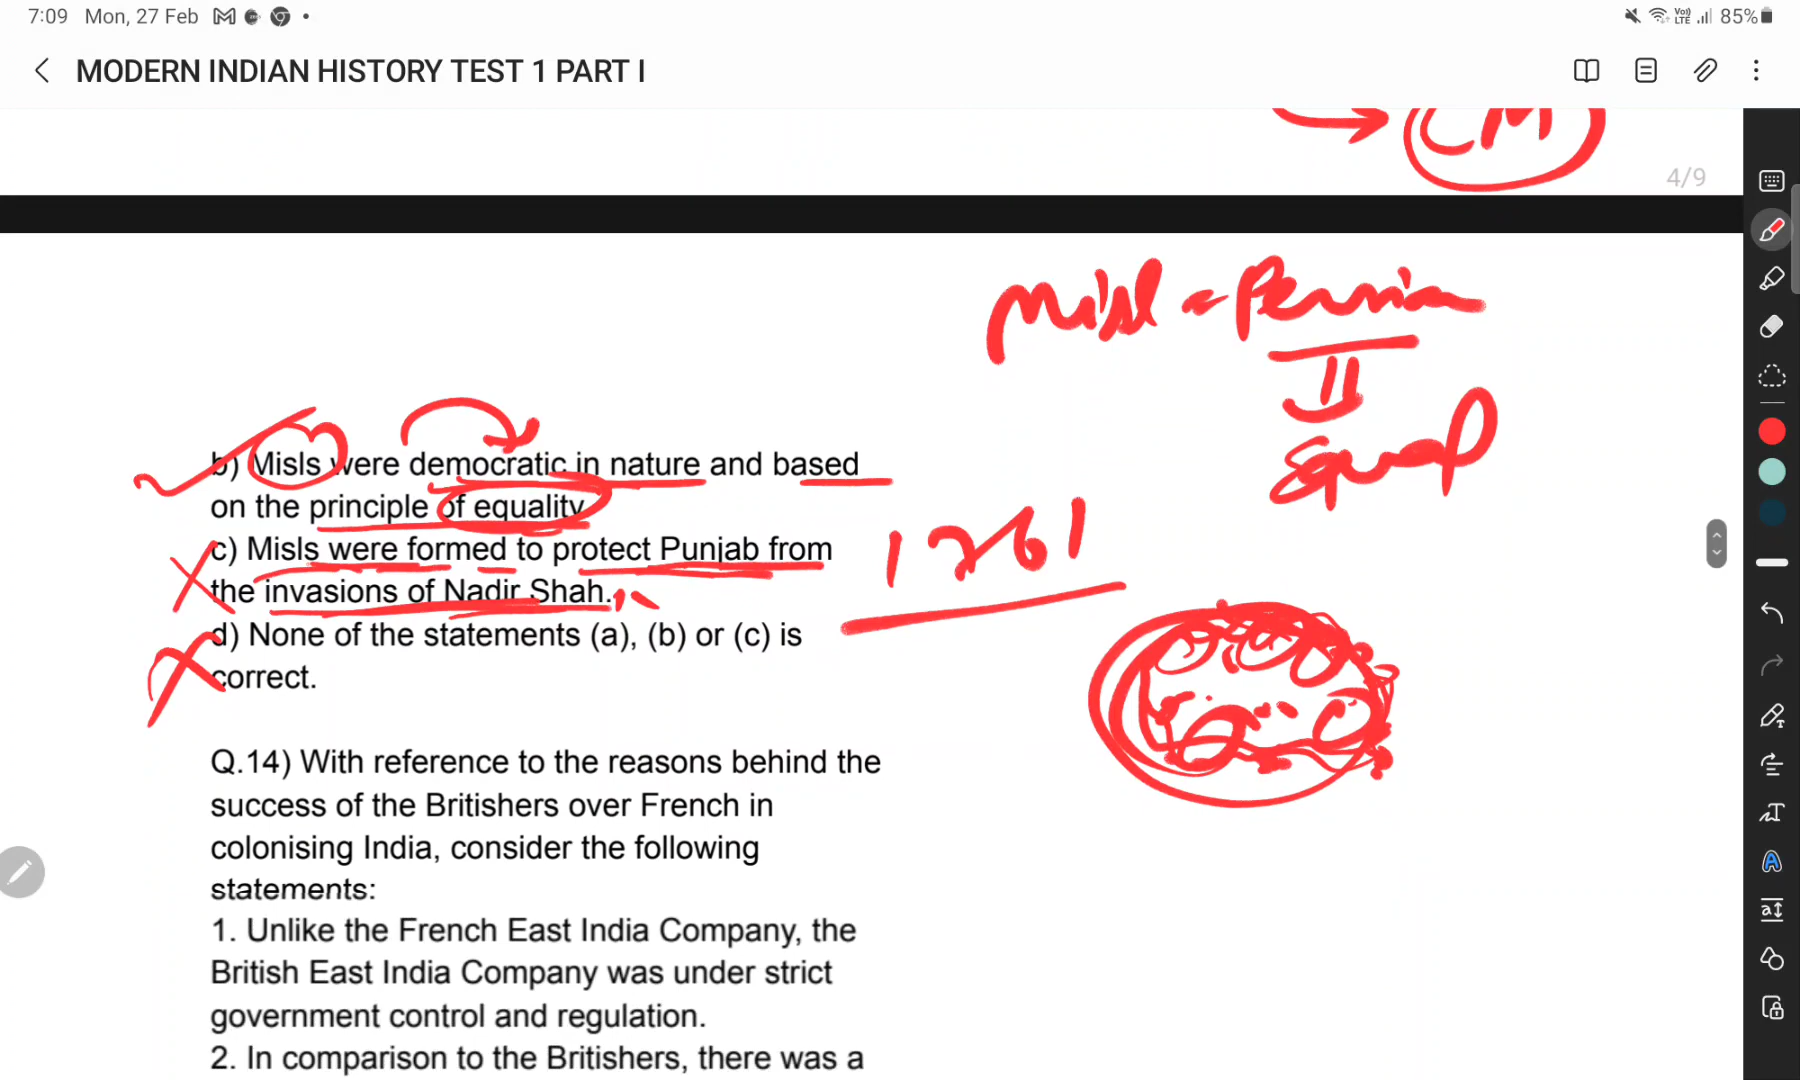 7:09 Mon, 27 Feb
85%
MODERN INDIAN HISTORY TEST 1 PART I
4/9
Misl = Persian
b) Misls were democratic in nature and based
on the principle of equality
c) Misls were formed to protect Punjab from
the invasions of Nadir Shah.
1761
d) None of the statements (a), (b) or (c) is
correct.
Q.14) With reference to the reasons behind the
success of the Britishers over French in
colonising India, consider the following
statements:
1. Unlike the French East India Company, the
British East India Company was under strict
government control and regulation.
2. In comparison to the Britishers, there was a